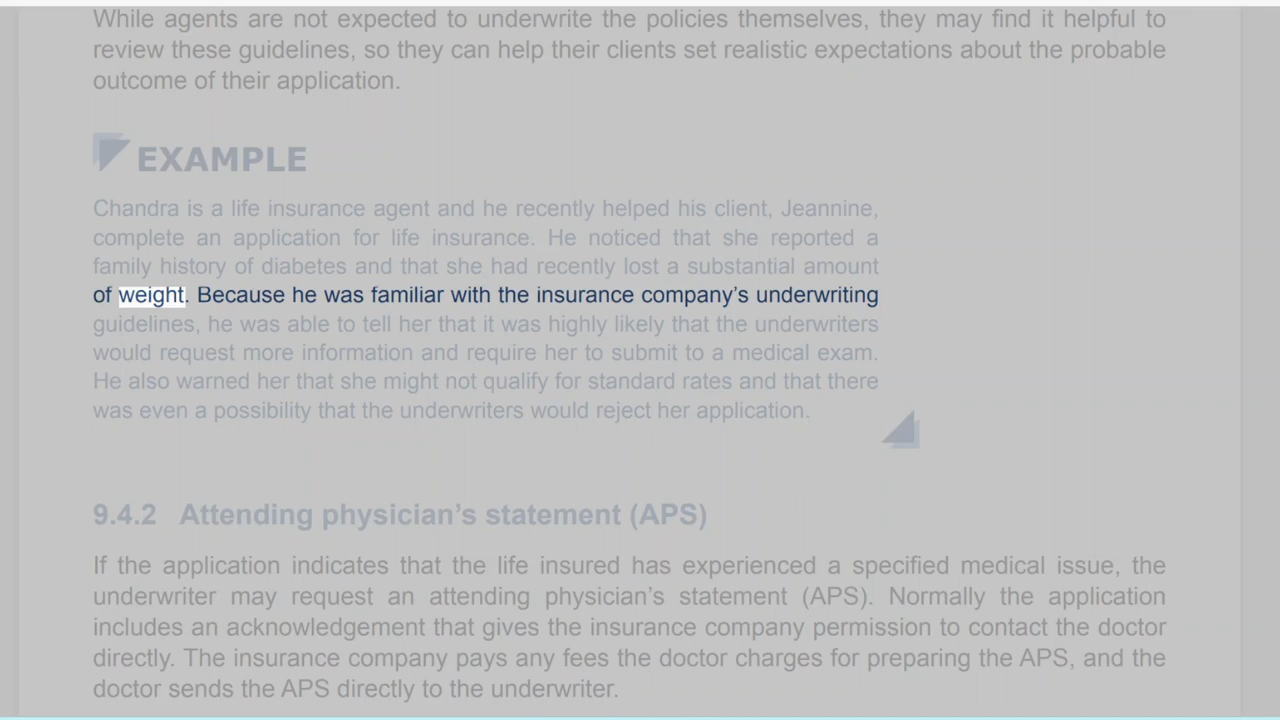 While agents are not expected to underwrite the policies themselves, they may find it helpful to
review these guidelines, so they can help their clients set realistic expectations about the probable
outcome of their application.
EXAMPLE
Chandra is a life insurance agent and he recently helped his client, Jeannine,
complete an application for life insurance. He noticed that she reported a
family history of diabetes and that she had recently lost a substantial amount
of weight. Because he was familiar with the insurance company’s underwriting
guidelines, he was able to tell her that it was highly likely that the underwriters
would request more information and require her to submit to a medical exam.
He also warned her that she might not qualify for standard rates and that there
was even a possibility that the underwriters would reject her application.
9.4.2 Attending physician’s statement (APS)
If the application indicates that the life insured has experienced a specified medical issue, the
underwriter may request an attending physician’s statement (APS). Normally the application
includes an acknowledgement that gives the insurance company permission to contact the doctor
directly. The insurance company pays any fees the doctor charges for preparing the APS, and the
doctor sends the APS directly to the underwriter.